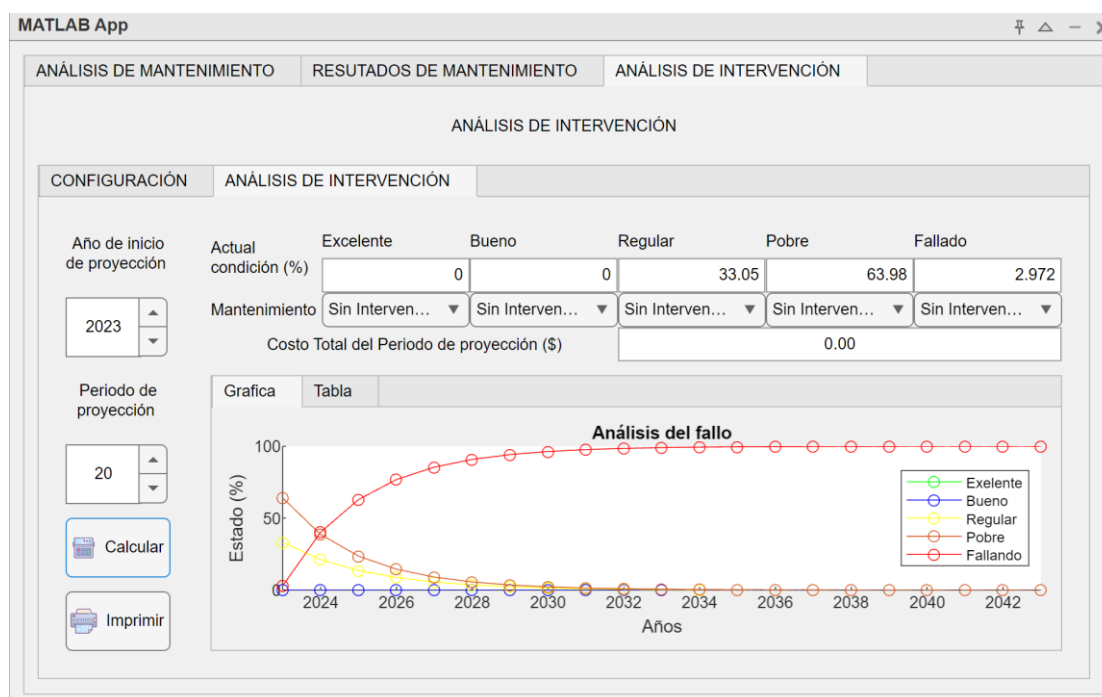 MATLAB App
ANÁLISIS DE MANTENIMIENTO
RESUTADOS DE MANTENIMIENTO
ANÁLISIS DE INTERVENCIÓN
ANÁLISIS DE INTERVENCIÓN
CONFIGURACIÓN
ANÁLISIS DE INTERVENCIÓN
Año de inicio
de proyección
2023
Periodo de
proyección
20
Calcular
Imprimir
Actual
condición (%)
Excelente
Bueno
Regular
Pobre
Fallado
0
0
33.05
63.98
2.972
Mantenimiento
Sin Interven...
Sin Interven...
Sin Interven...
Sin Interven...
Sin Interven...
Costo Total del Periodo de proyección ($)
0.00
Grafica
Tabla
Análisis del fallo
Estado (%)
100
50
0
2024
2026
2028
2030
2032
2034
2036
2038
2040
2042
Años
Exelente
Bueno
Regular
Pobre
Fallando